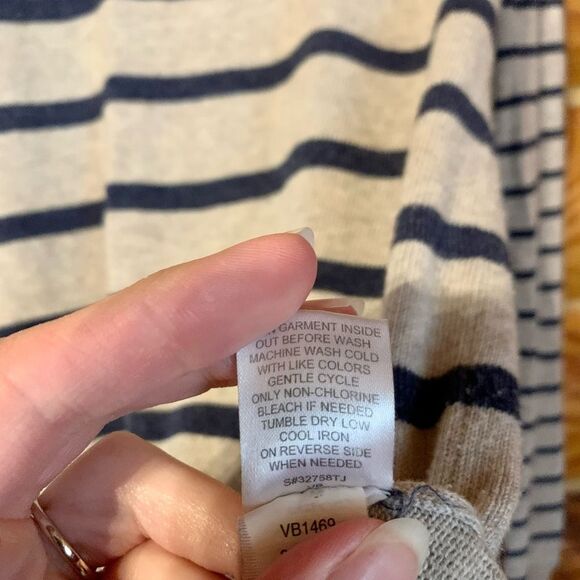 GARMENT INSIDE
OUT BEFORE WASH
MACHINE WASH COLD
WITH LIKE COLORS
GENTLE CYCLE
ONLY NON-CHLORINE
BLEACH IF NEEDED
TUMBLE DRY LOW
COOL IRON
ON REVERSE SIDE
WHEN NEEDED
S#32758TJ
VB1469